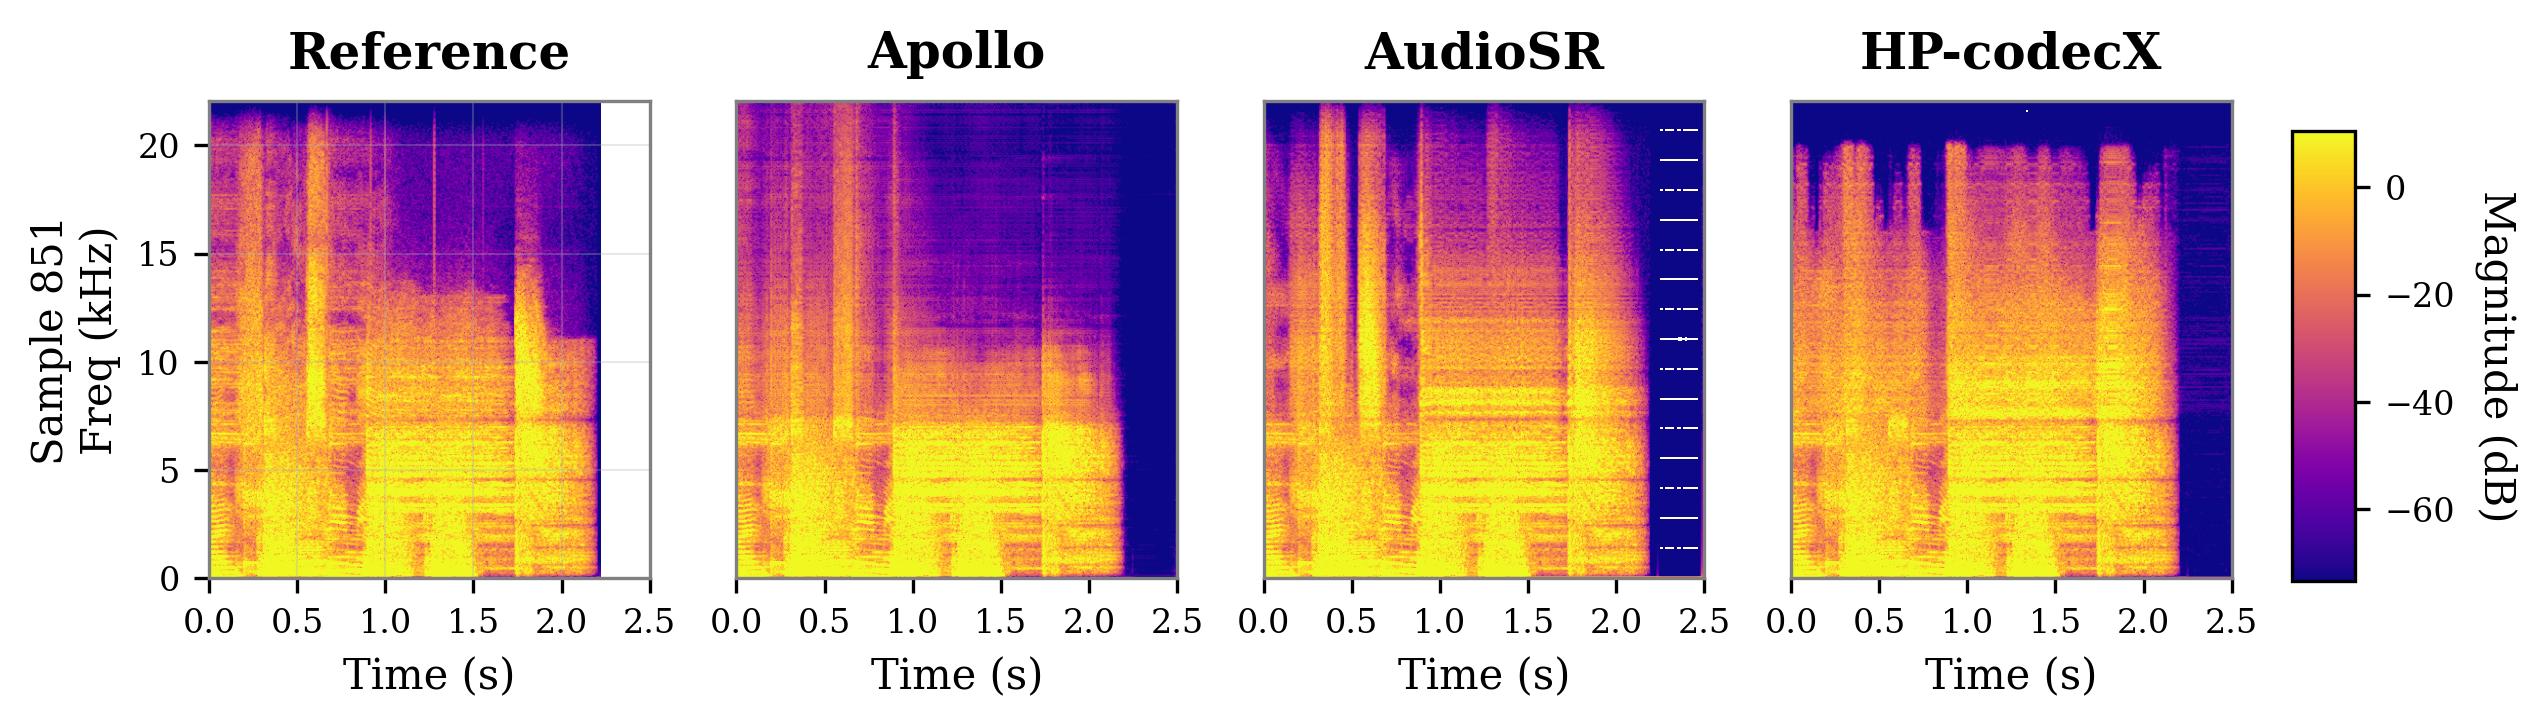 Reference Apollo AudioSR HP-codecX
Sample 851
Freq (kHz)
20
15
10
5
0
0.0 0.5 1.0 1.5 2.0 2.5
Time (s)
0.0 0.5 1.0 1.5 2.0 2.5
Time (s)
0.0 0.5 1.0 1.5 2.0 2.5
Time (s)
0.0 0.5 1.0 1.5 2.0 2.5
Time (s)
0
−20
−40
−60
Magnitude (dB)